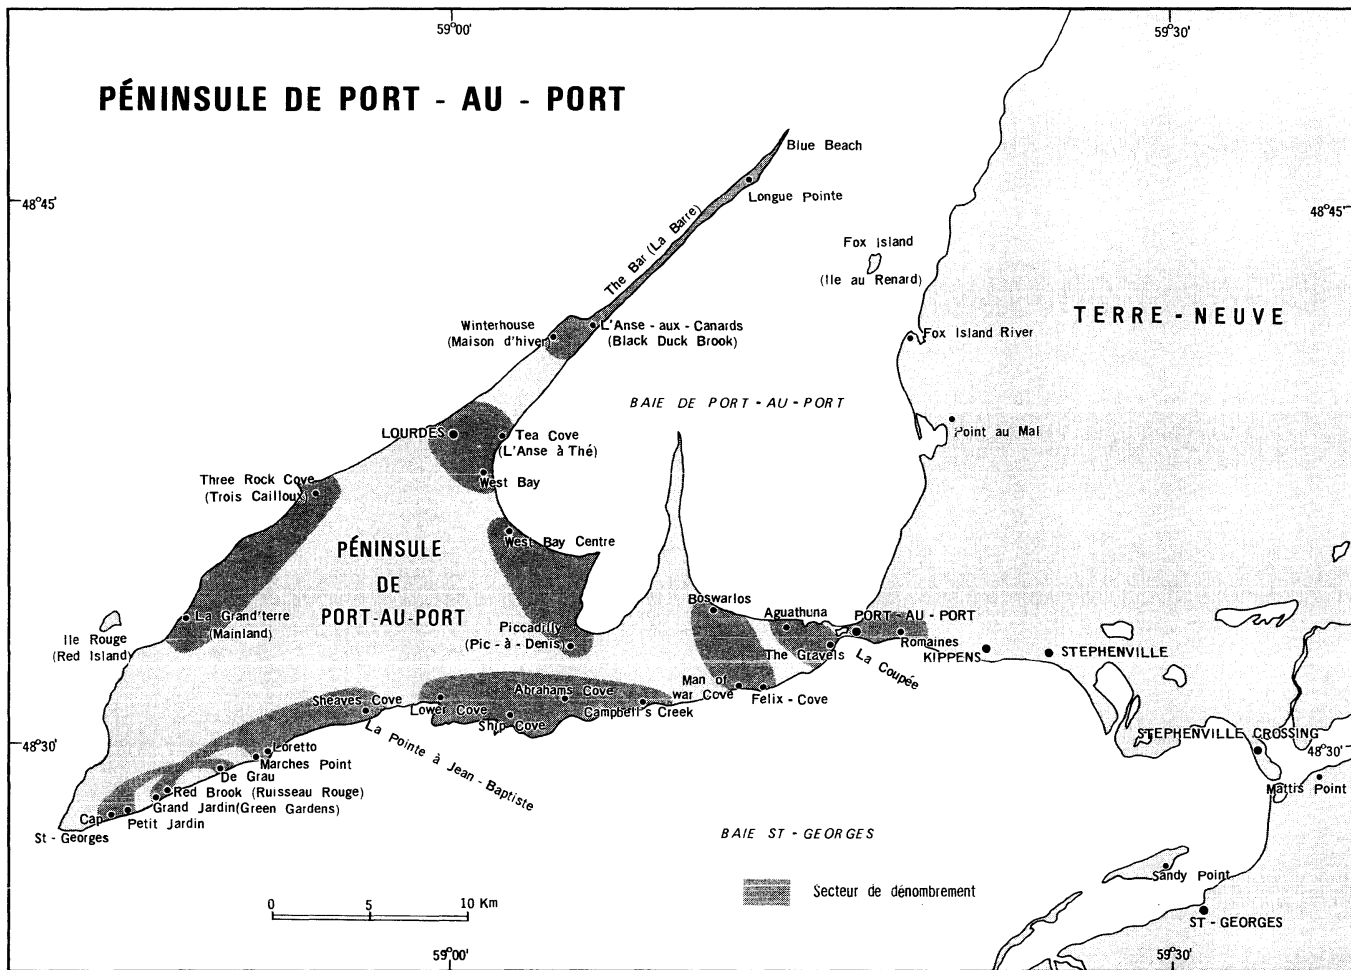 59°00'
59°30'
PÉNINSULE DE PORT - AU - PORT
Blue Beach
Longue Pointe
48°45'
48°45'
The Bar (La Barre)
Fox Island
(Ile au Renard)
TERRE - NEUVE
Winterhouse
(Maison d'hiver)
L'Anse - aux - Canards
(Black Duck Brook)
Fox Island River
BAIE DE PORT - AU - PORT
LOURDES
Tea Cove
(L'Anse à Thé)
Point au Mal
West Bay
Three Rock Cove
(Trois Cailloux)
West Bay Centre
PÉNINSULE
DE
PORT-AU-PORT
Boswarlos
Aguathuna
PORT - AU - PORT
La Grand'terre
(Mainland)
Ile Rouge
(Red Island)
Piccadilly
(Pic - à - Denis)
The Gravels
La Coupée
Romaines
KIPPENS
STEPHENVILLE
Man of
war Cove
Felix - Cove
Sheaves Cove
Lower Cove
Abrahams Cove
Ship Cove
Campbell's Creek
La Pointe à Jean - Baptiste
STEPHENVILLE CROSSING
48°30'
48°30'
Loretto
Marches Point
De Grau
Red Brook (Ruisseau Rouge)
Grand Jardin (Green Gardens)
Petit Jardin
Cap
St - Georges
Mattis Point
BAIE ST - GEORGES
Sandy Point
Secteur de dénombrement
0 5 10 Km
ST - GEORGES
59°00'
59°30'